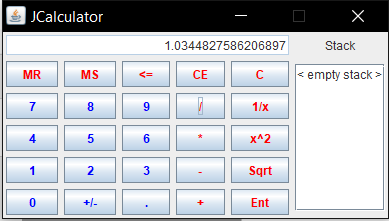 JCalculator
1.0344827586206897 Stack
MR MS <= CE C < empty stack >
7 8 9 / 1/x
4 5 6 * x^2
1 2 3 - Sqrt
0 +/- . + Ent